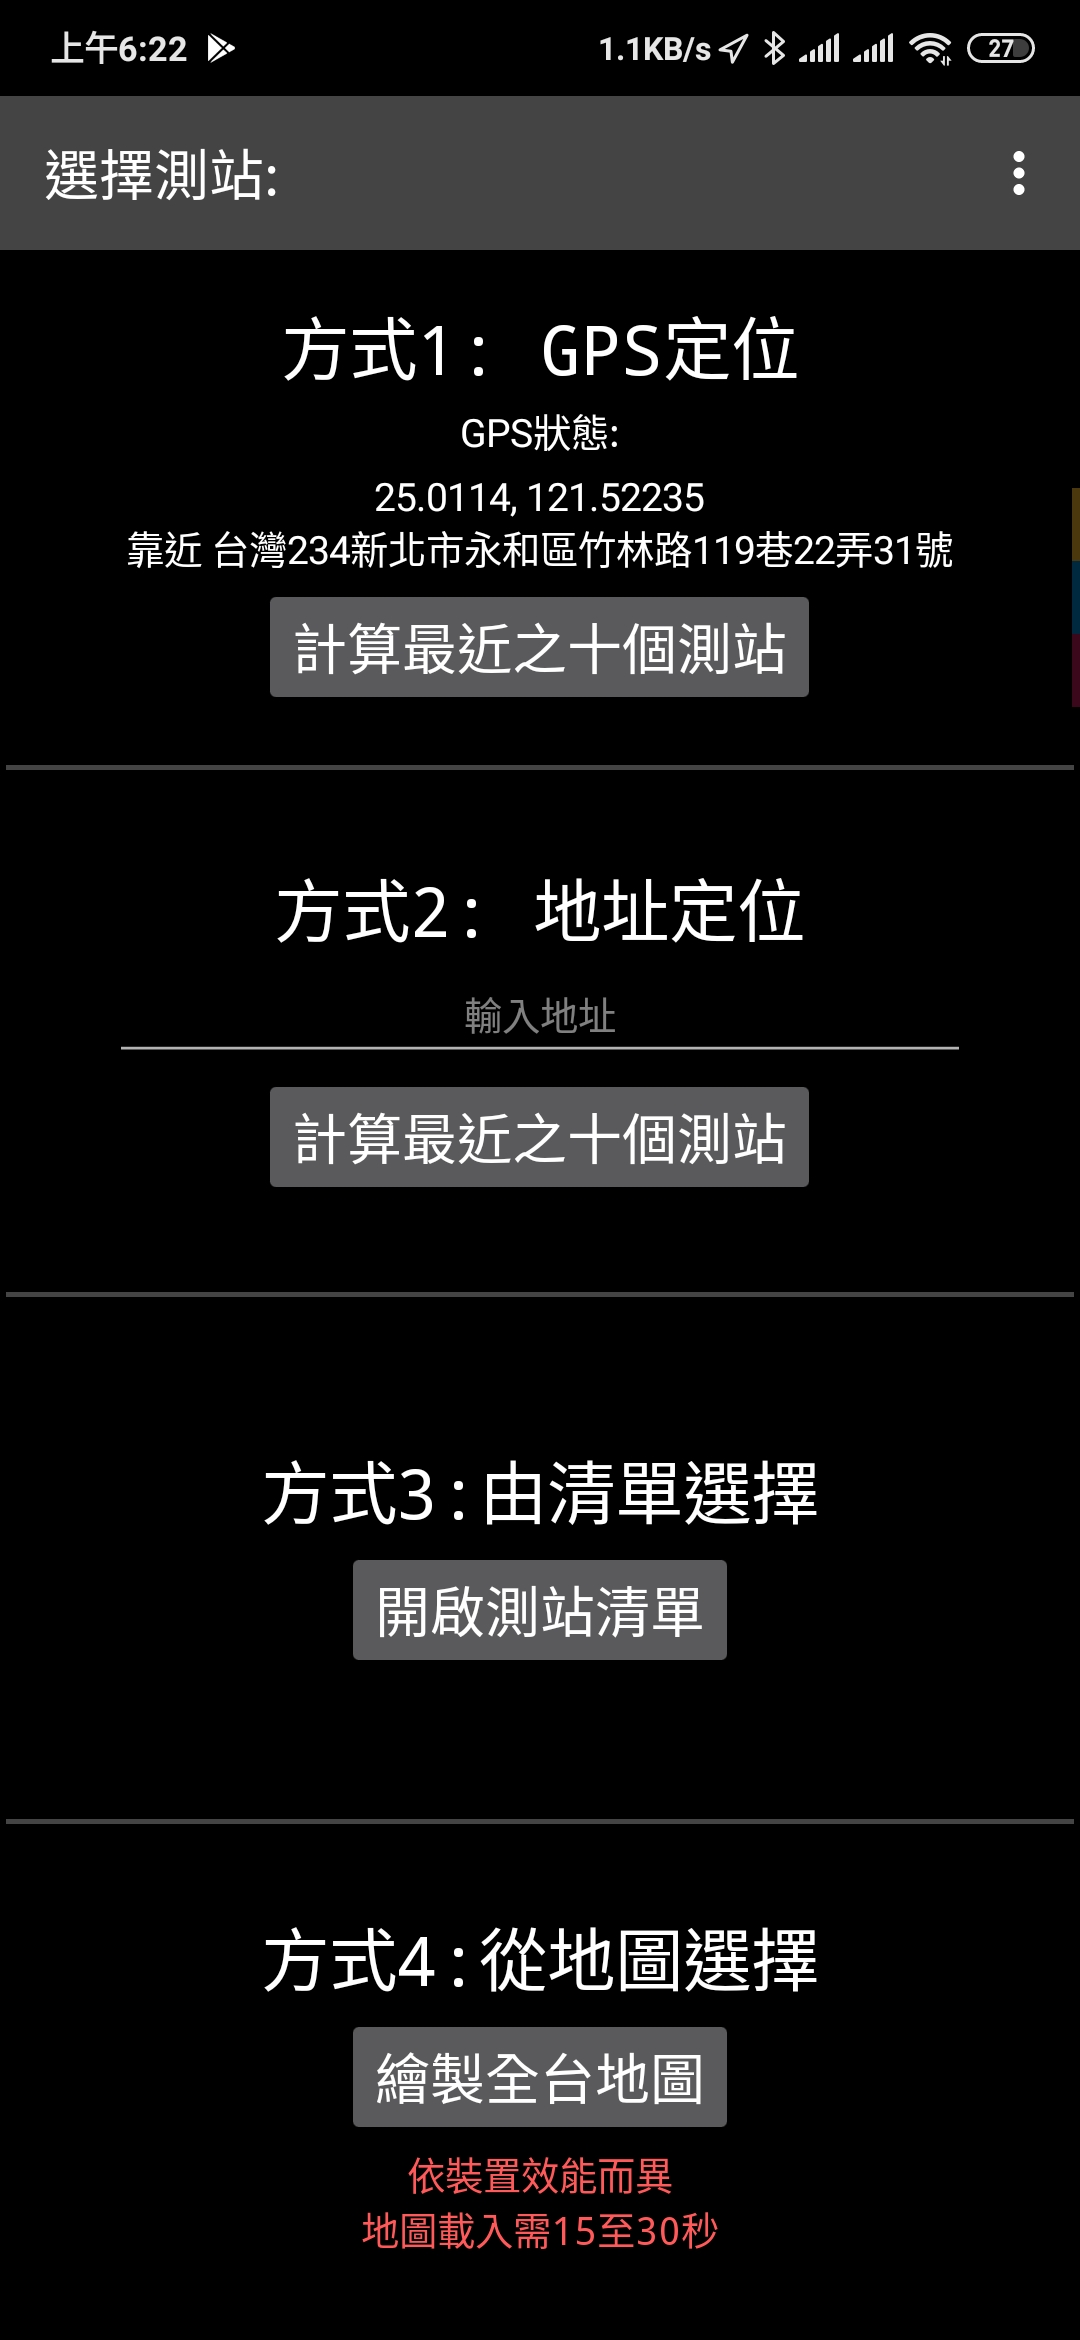 上午6:22
1.1KB/s
27
選擇測站:
方式1: GPS定位
GPS狀態:
25.0114, 121.52235
靠近 台灣234新北市永和區竹林路119巷22弄31號
計算最近之十個測站
方式2: 地址定位
輸入地址
計算最近之十個測站
方式3:由清單選擇
開啟測站清單
方式4:從地圖選擇
繪製全台地圖
依裝置效能而異
地圖載入需15至30秒